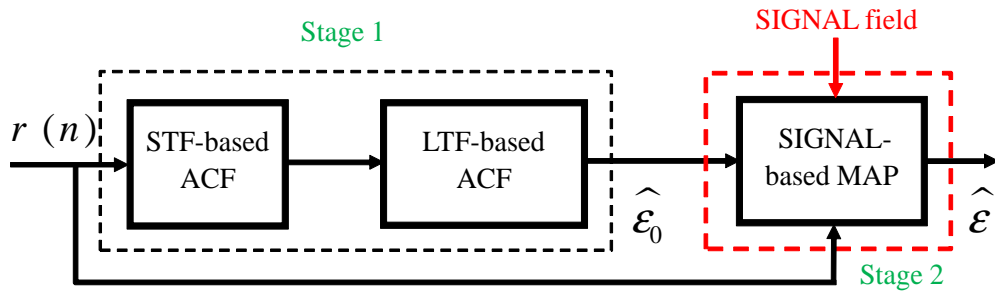 Stage 1
SIGNAL field
r (n)
STF-based
ACF
LTF-based
ACF
SIGNAL-
based MAP
ε̂₀
ε̂
Stage 2